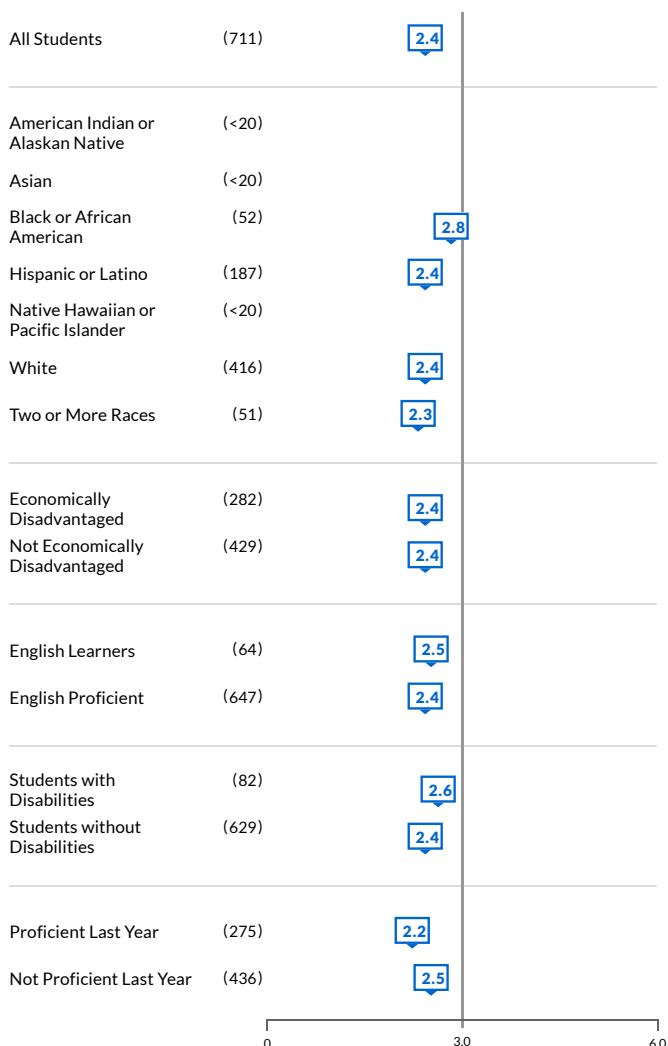 All Students (711) 2.4
American Indian or (<20)
Alaskan Native
Asian (<20)
Black or African (52) 2.8
American
Hispanic or Latino (187) 2.4
Native Hawaiian or (<20)
Pacific Islander
White (416) 2.4
Two or More Races (51) 2.3
Economically (282) 2.4
Disadvantaged
Not Economically (429) 2.4
Disadvantaged
English Learners (64) 2.5
English Proficient (647) 2.4
Students with (82) 2.6
Disabilities
Students without (629) 2.4
Disabilities
Proficient Last Year (275) 2.2
Not Proficient Last Year (436) 2.5
0 3.0 6.0